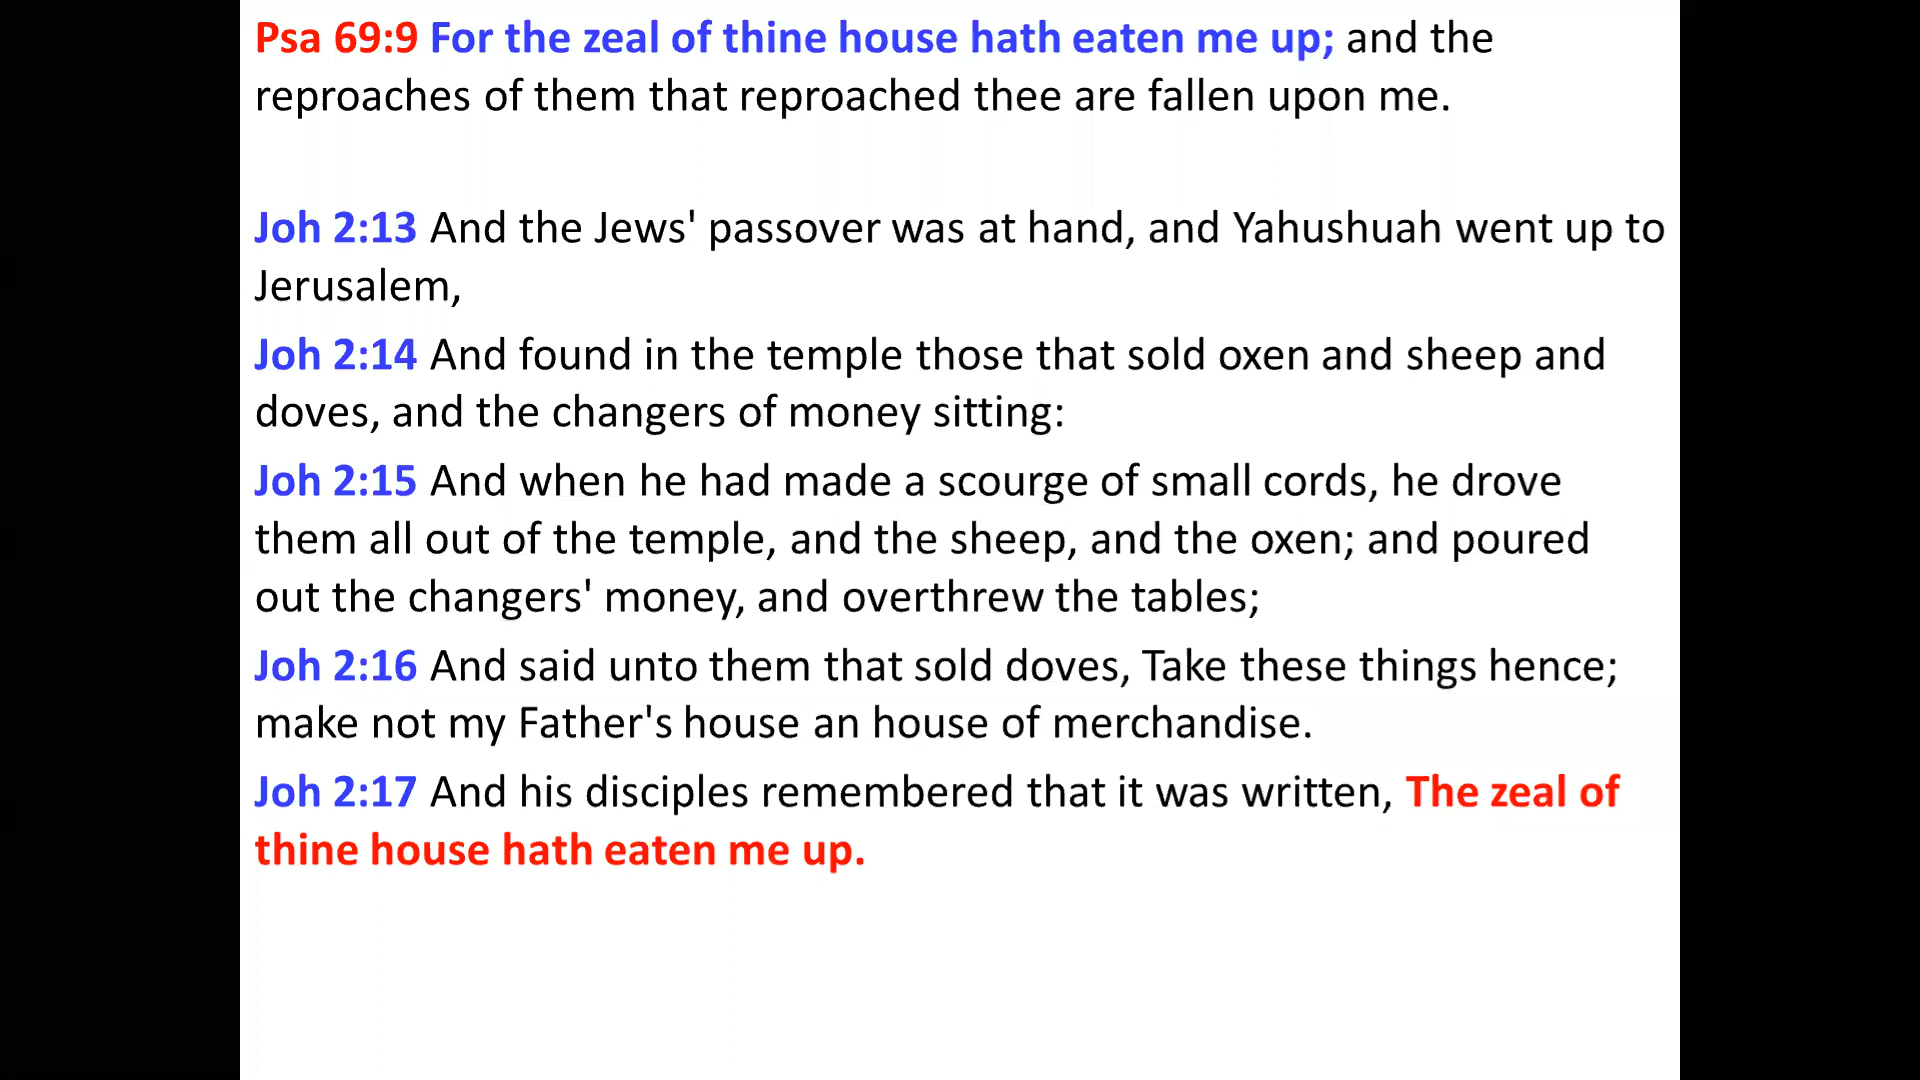 Psa 69:9 For the zeal of thine house hath eaten me up; and the
reproaches of them that reproached thee are fallen upon me.
Joh 2:13 And the Jews' passover was at hand, and Yahushuah went up to
Jerusalem,
Joh 2:14 And found in the temple those that sold oxen and sheep and
doves, and the changers of money sitting:
Joh 2:15 And when he had made a scourge of small cords, he drove
them all out of the temple, and the sheep, and the oxen; and poured
out the changers' money, and overthrew the tables;
Joh 2:16 And said unto them that sold doves, Take these things hence;
make not my Father's house an house of merchandise.
Joh 2:17 And his disciples remembered that it was written, The zeal of
thine house hath eaten me up.